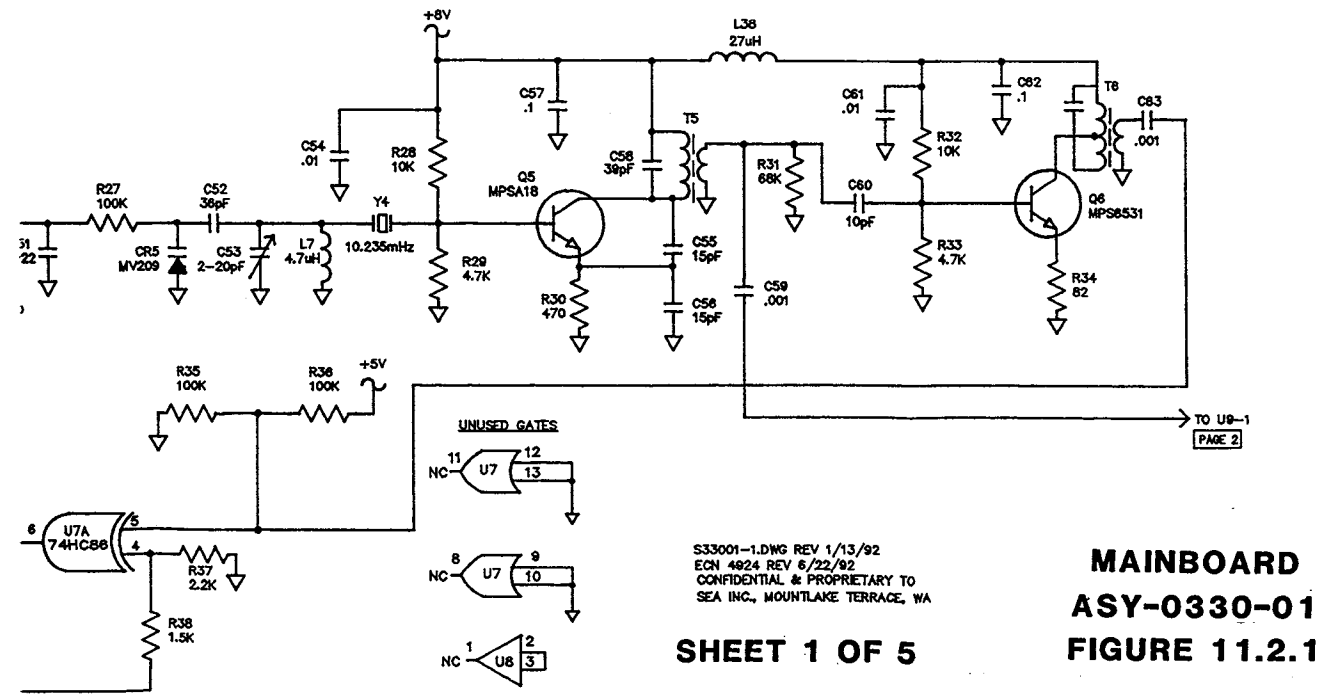 +8V
L38
27uH
C57
.1
C61
.01
C62
.1
T6
C63
.001
C54
.01
R28
10K
T5
R32
10K
C58
39pF
R31
68K
Q5
MPSA18
R27
100K
C52
36pF
Y4
10.235mHz
C60
10pF
Q6
MPS6531
51
22
CR5
MV209
C53
2-20pF
L7
4.7uH
R29
4.7K
C55
15pF
R33
4.7K
R30
470
C56
15pF
C59
.001
R34
82
R35
100K
R36
100K
+5V
TO U9-1
PAGE 2
UNUSED GATES
NC 11 U7 12
13
6 U7A 5
74HC86 4
R37
2.2K
NC 8 U7 9
10
R38
1.5K
NC 1 U8 2
3
S33001-1.DWG REV 1/13/92
ECN 4924 REV 6/22/92
CONFIDENTIAL & PROPRIETARY TO
SEA INC., MOUNTLAKE TERRACE, WA
SHEET 1 OF 5
MAINBOARD
ASY-0330-01
FIGURE 11.2.1